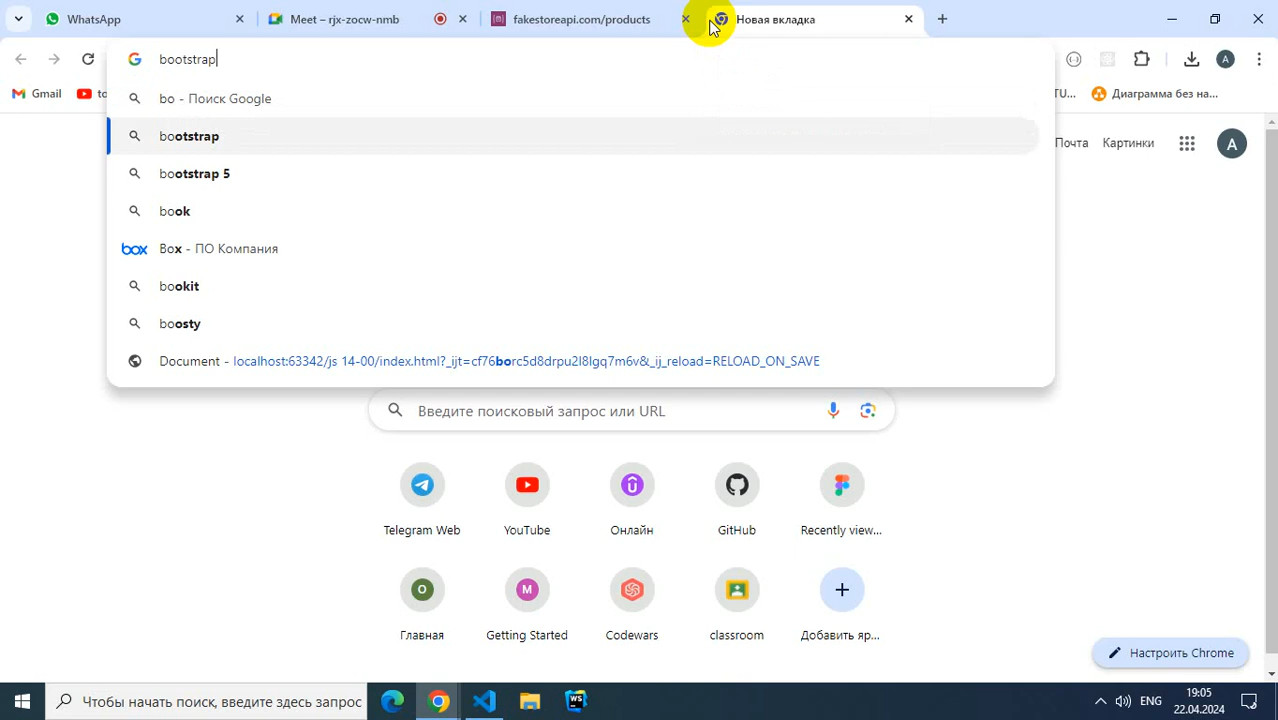 WhatsApp
Meet – rjx-zocw-nmb
fakestoreapi.com/products
Новая вкладка
bootstrap
Gmail
to
TU...
Диаграмма без на...
bo - Поиск Google
bootstrap
bootstrap 5
book
Box - ПО Компания
bookit
boosty
Document - localhost:63342/js 14-00/index.html?_ijt=cf76borc5d8drpu2l8lgq7m6v&_ij_reload=RELOAD_ON_SAVE
Почта
Картинки
A
A
Введите поисковый запрос или URL
Telegram Web
YouTube
Онлайн
GitHub
Recently view...
О
M
Главная
Getting Started
Codewars
classroom
Добавить яр...
Настроить Chrome
Чтобы начать поиск, введите здесь запрос
WS
ENG
19:05
22.04.2024